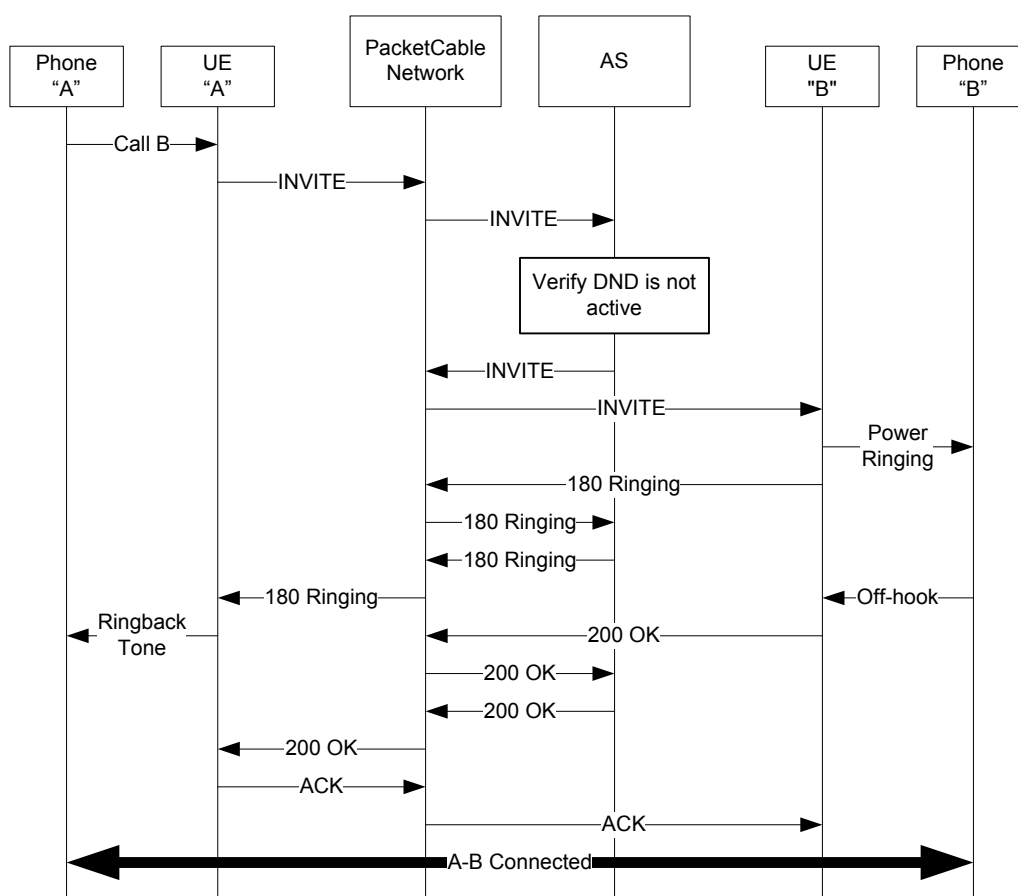 Phone
“A”
UE
“A”
PacketCable
Network
AS
UE
"B"
Phone
“B”
Call B
INVITE
INVITE
Verify DND is not
active
INVITE
INVITE
Power
Ringing
180 Ringing
180 Ringing
180 Ringing
180 Ringing
Off-hook
Ringback
Tone
200 OK
200 OK
200 OK
200 OK
ACK
ACK
A-B Connected